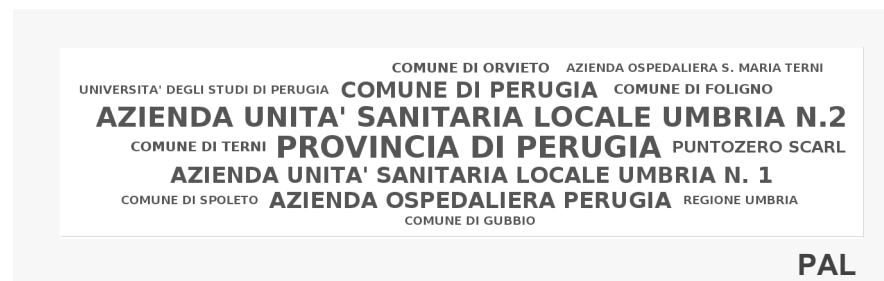 COMUNE DI ORVIETO AZIENDA OSPEDALIERA S. MARIA TERNI
UNIVERSITA' DEGLI STUDI DI PERUGIA COMUNE DI PERUGIA COMUNE DI FOLIGNO
AZIENDA UNITA' SANITARIA LOCALE UMBRIA N.2
COMUNE DI TERNI PROVINCIA DI PERUGIA PUNTOZERO SCARL
AZIENDA UNITA' SANITARIA LOCALE UMBRIA N. 1
COMUNE DI SPOLETO AZIENDA OSPEDALIERA PERUGIA REGIONE UMBRIA
COMUNE DI GUBBIO
PAL